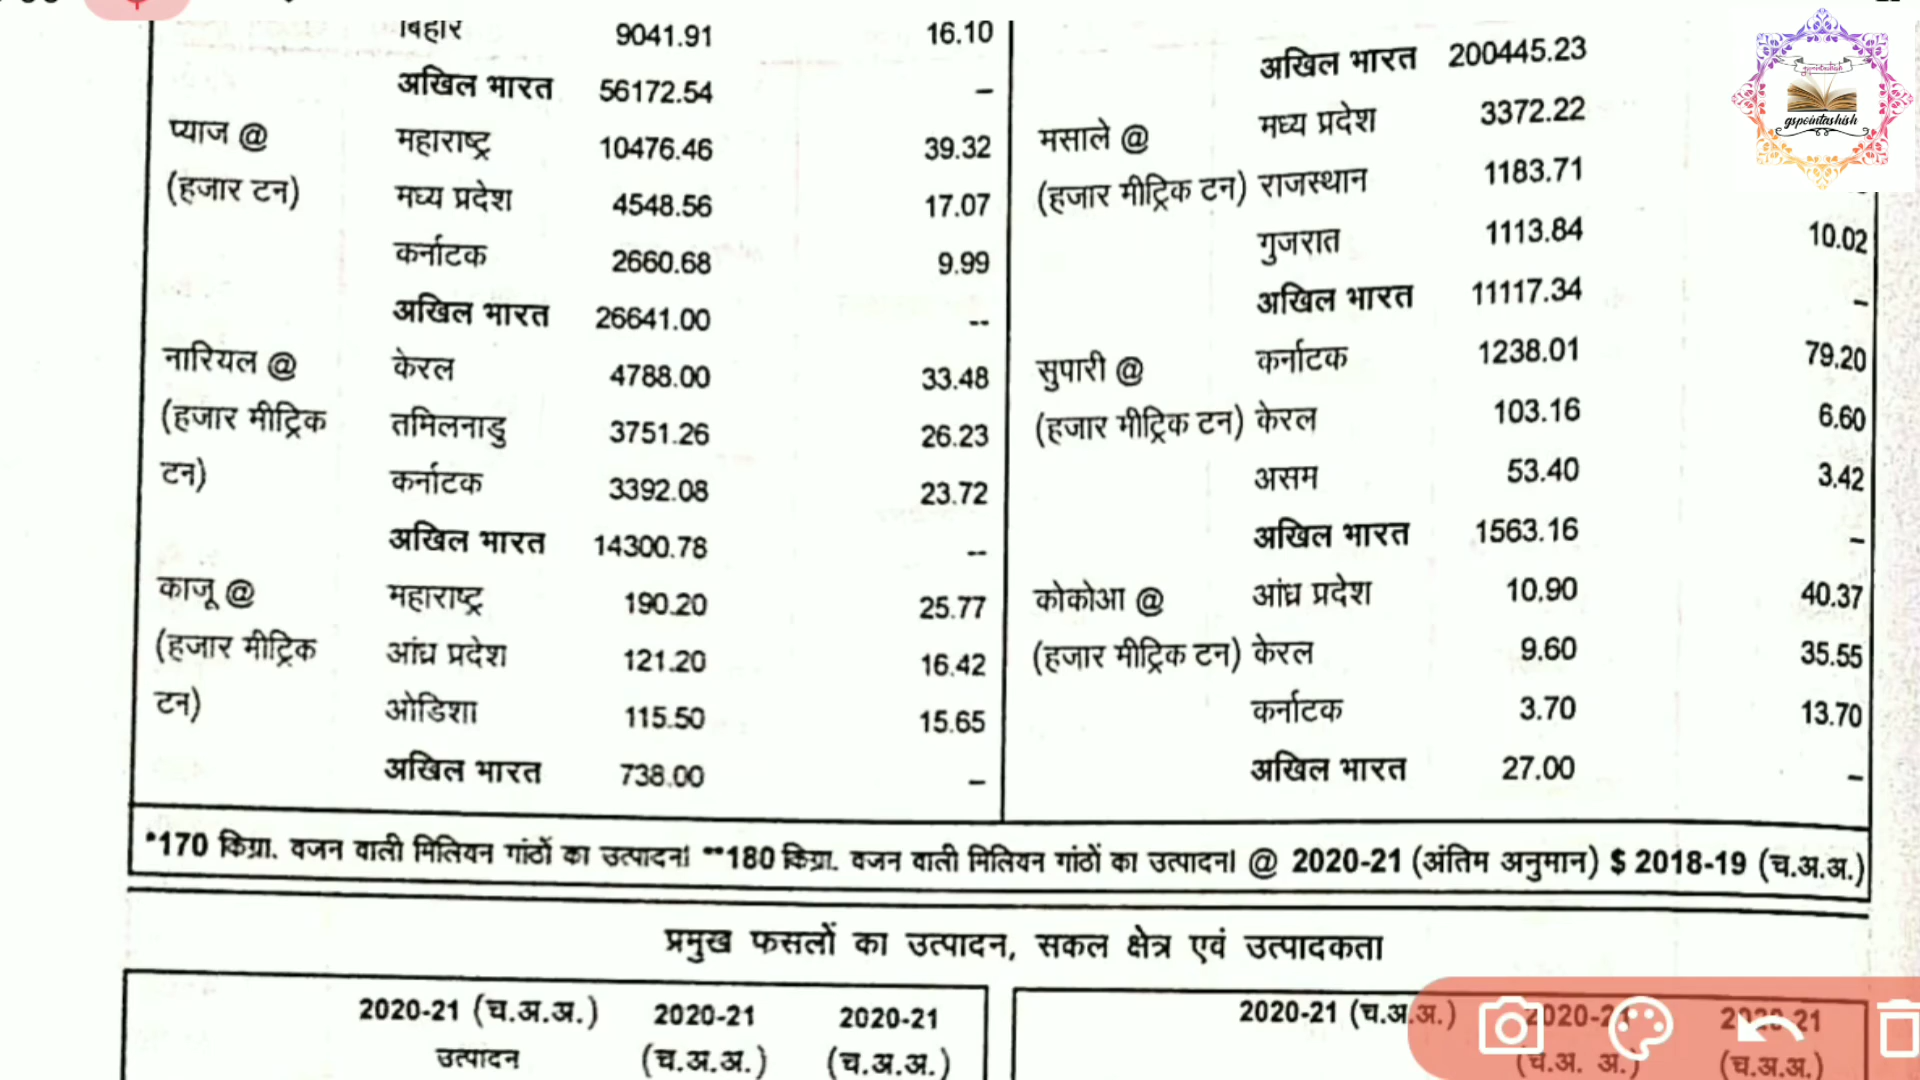 बिहार 9041.91 16.10
अखिल भारत 56172.54 –
प्याज @ महाराष्ट्र 10476.46 39.32
(हजार टन) मध्य प्रदेश 4548.56 17.07
कर्नाटक 2660.68 9.99
अखिल भारत 26641.00 --
नारियल @ केरल 4788.00 33.48
(हजार मीट्रिक तमिलनाडु 3751.26 26.23
टन) कर्नाटक 3392.08 23.72
अखिल भारत 14300.78 --
काजू @ महाराष्ट्र 190.20 25.77
(हजार मीट्रिक आंध्र प्रदेश 121.20 16.42
टन) ओडिशा 115.50 15.65
अखिल भारत 738.00 –
अखिल भारत 200445.23
मसाले @ मध्य प्रदेश 3372.22
(हजार मीट्रिक टन) राजस्थान 1183.71
गुजरात 1113.84 10.02
अखिल भारत 11117.34 –
सुपारी @ कर्नाटक 1238.01 79.20
(हजार मीट्रिक टन) केरल 103.16 6.60
असम 53.40 3.42
अखिल भारत 1563.16 –
कोकोआ @ आंध्र प्रदेश 10.90 40.37
(हजार मीट्रिक टन) केरल 9.60 35.55
कर्नाटक 3.70 13.70
अखिल भारत 27.00 –
*170 किग्रा. वजन वाली मिलियन गांठों का उत्पादन। **180 किग्रा. वजन वाली मिलियन गांठों का उत्पादन। @ 2020-21 (अंतिम अनुमान) $ 2018-19 (च.अ.अ.)
प्रमुख फसलों का उत्पादन, सकल क्षेत्र एवं उत्पादकता
2020-21 (च.अ.अ.) 2020-21 2020-21
उत्पादन (च.अ.अ.) (च.अ.अ.)
2020-21 (च.अ.अ.) 2020-21 2020-21
(च.अ. अ.) (च.अ.अ.)
gspointashish
gspointashish